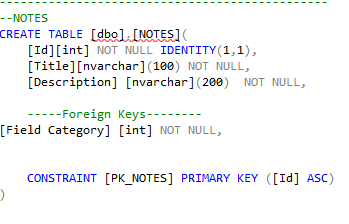 --------------------------------------------------
--NOTES
CREATE TABLE [dbo].[NOTES](
[Id][int] NOT NULL IDENTITY(1,1),
[Title][nvarchar](100) NOT NULL,
[Description] [nvarchar](200)  NOT NULL,
-----Foreign Keys---------
[Field Category] [int] NOT NULL,
CONSTRAINT [PK_NOTES] PRIMARY KEY ([Id] ASC)
)